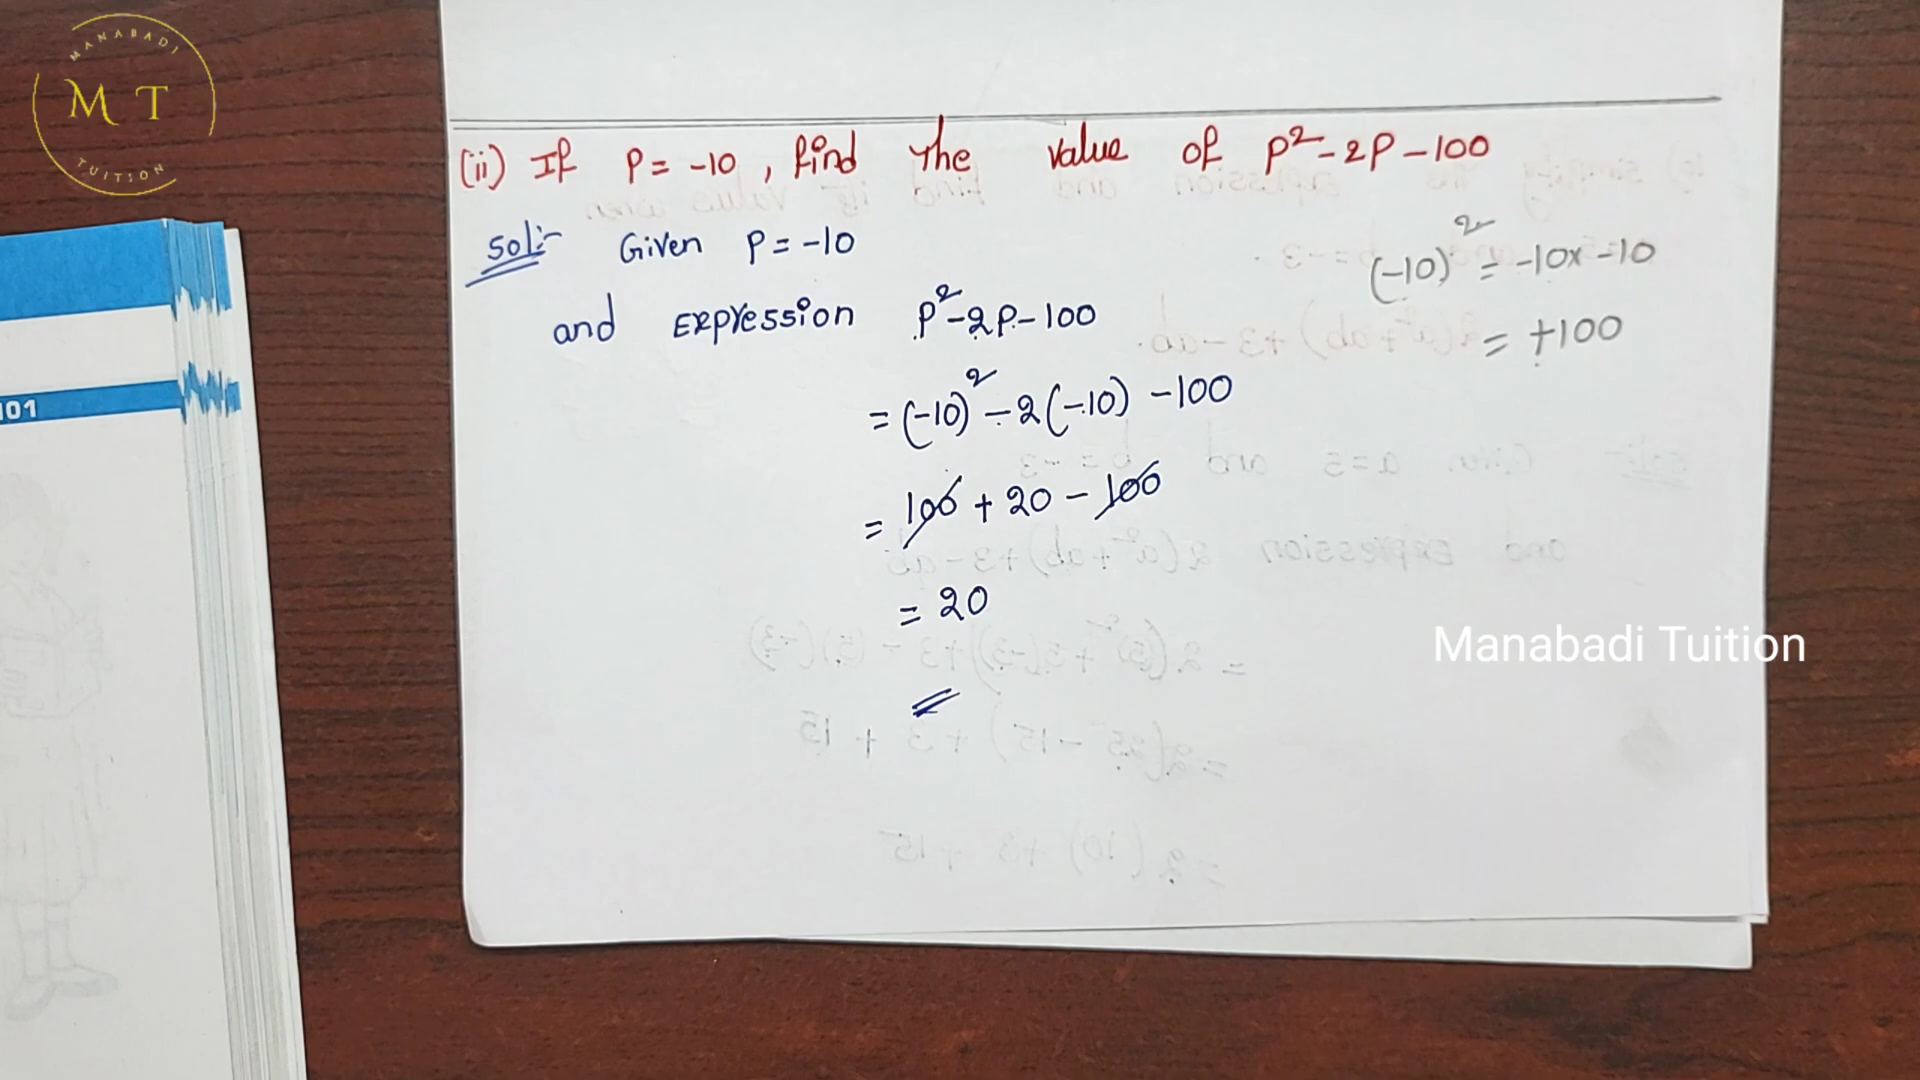 MANABADI
M T
TUITION
(ii) If P = -10, find the value of P² - 2P - 100
Sol:- Given P = -10
(-10)² = -10x -10
and Expression P² - 2P - 100
= +100
= (-10)² - 2(-10) - 100
101
= 100 + 20 - 100
= 20
Manabadi Tuition